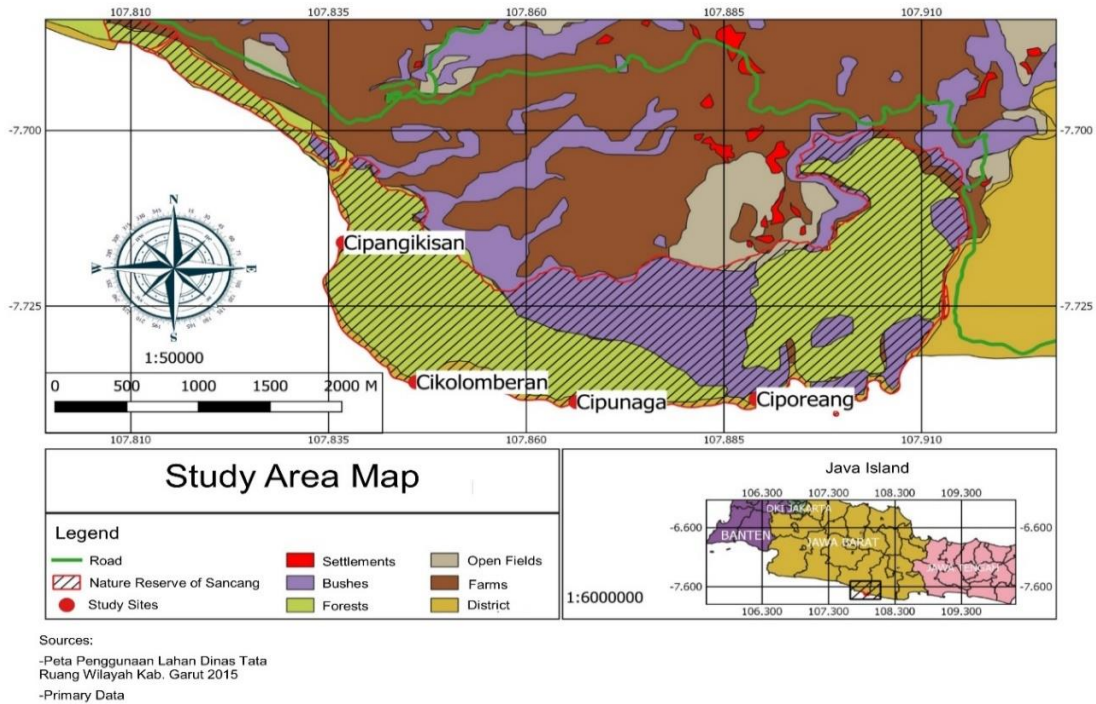 107.810 107.835 107.860 107.885 107.910
-7.700 -7.700
-7.725 -7.725
N
W E
S
Cipangikisan
Cikolomberan
Cipunaga
Ciporeang
1:50000
0 500 1000 1500 2000 M
107.810 107.835 107.860 107.885 107.910
Study Area Map
Legend
Road
Nature Reserve of Sancang
Study Sites
Settlements
Bushes
Forests
Open Fields
Farms
District
Java Island
106.300 107.300 108.300 109.300
-6.600 -6.600
-7.600 -7.600
BANTEN
JAKARTA
JAWA BARAT
JAWA TENGAH
1:6000000
106.300 107.300 108.300 109.300
Sources:
-Peta Penggunaan Lahan Dinas Tata
Ruang Wilayah Kab. Garut 2015
-Primary Data